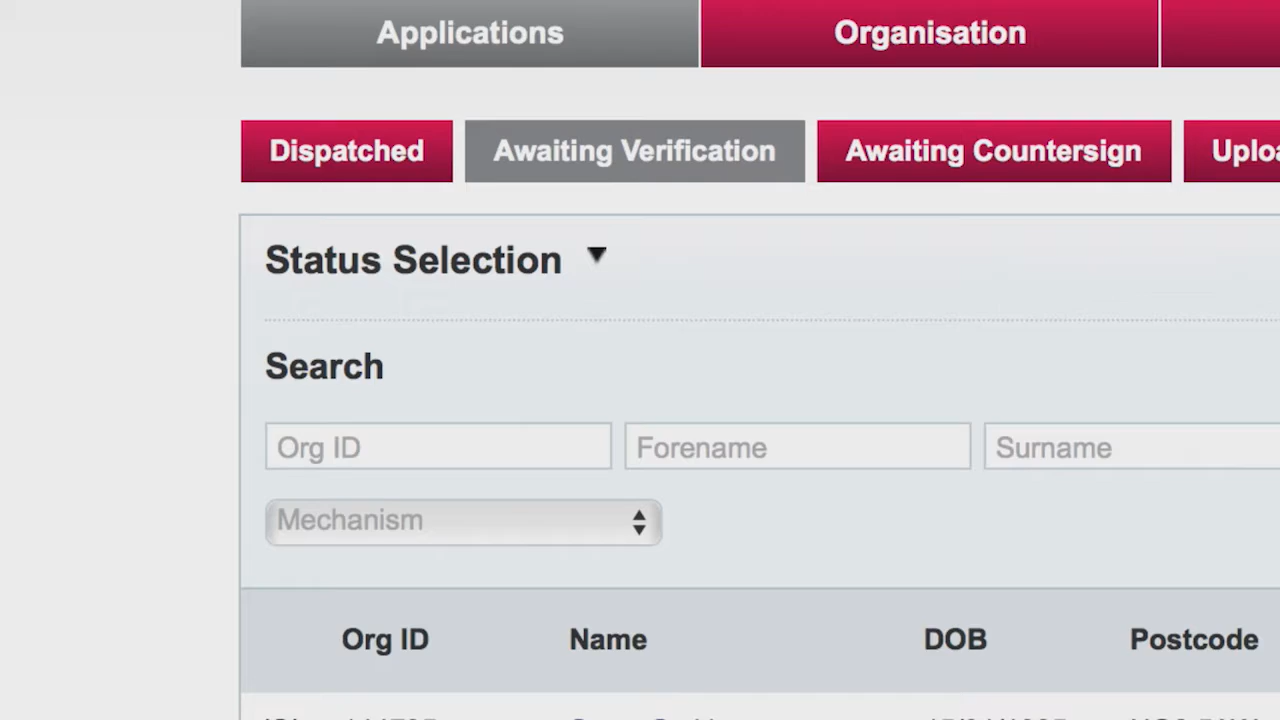 Applications Organisation
Dispatched Awaiting Verification Awaiting Countersign
Status Selection
Search
Org ID Forename Surname
Mechanism
Org ID Name DOB Postcode